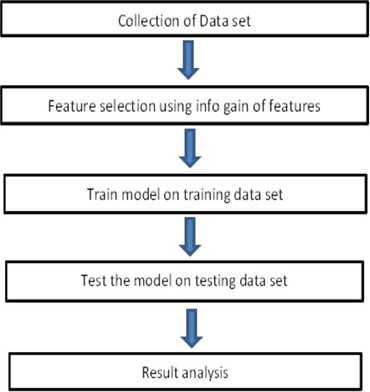 Collection of Data set
Feature selection using info gain of features
Train model on training data set
Test the model on testing data set
Result analysis